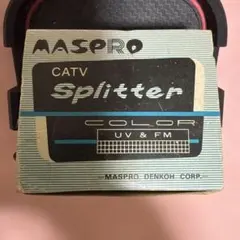 MASPRO
CATV
Splitter
COLOR
UV & FM
—MASPRO DENKOH CORP.—